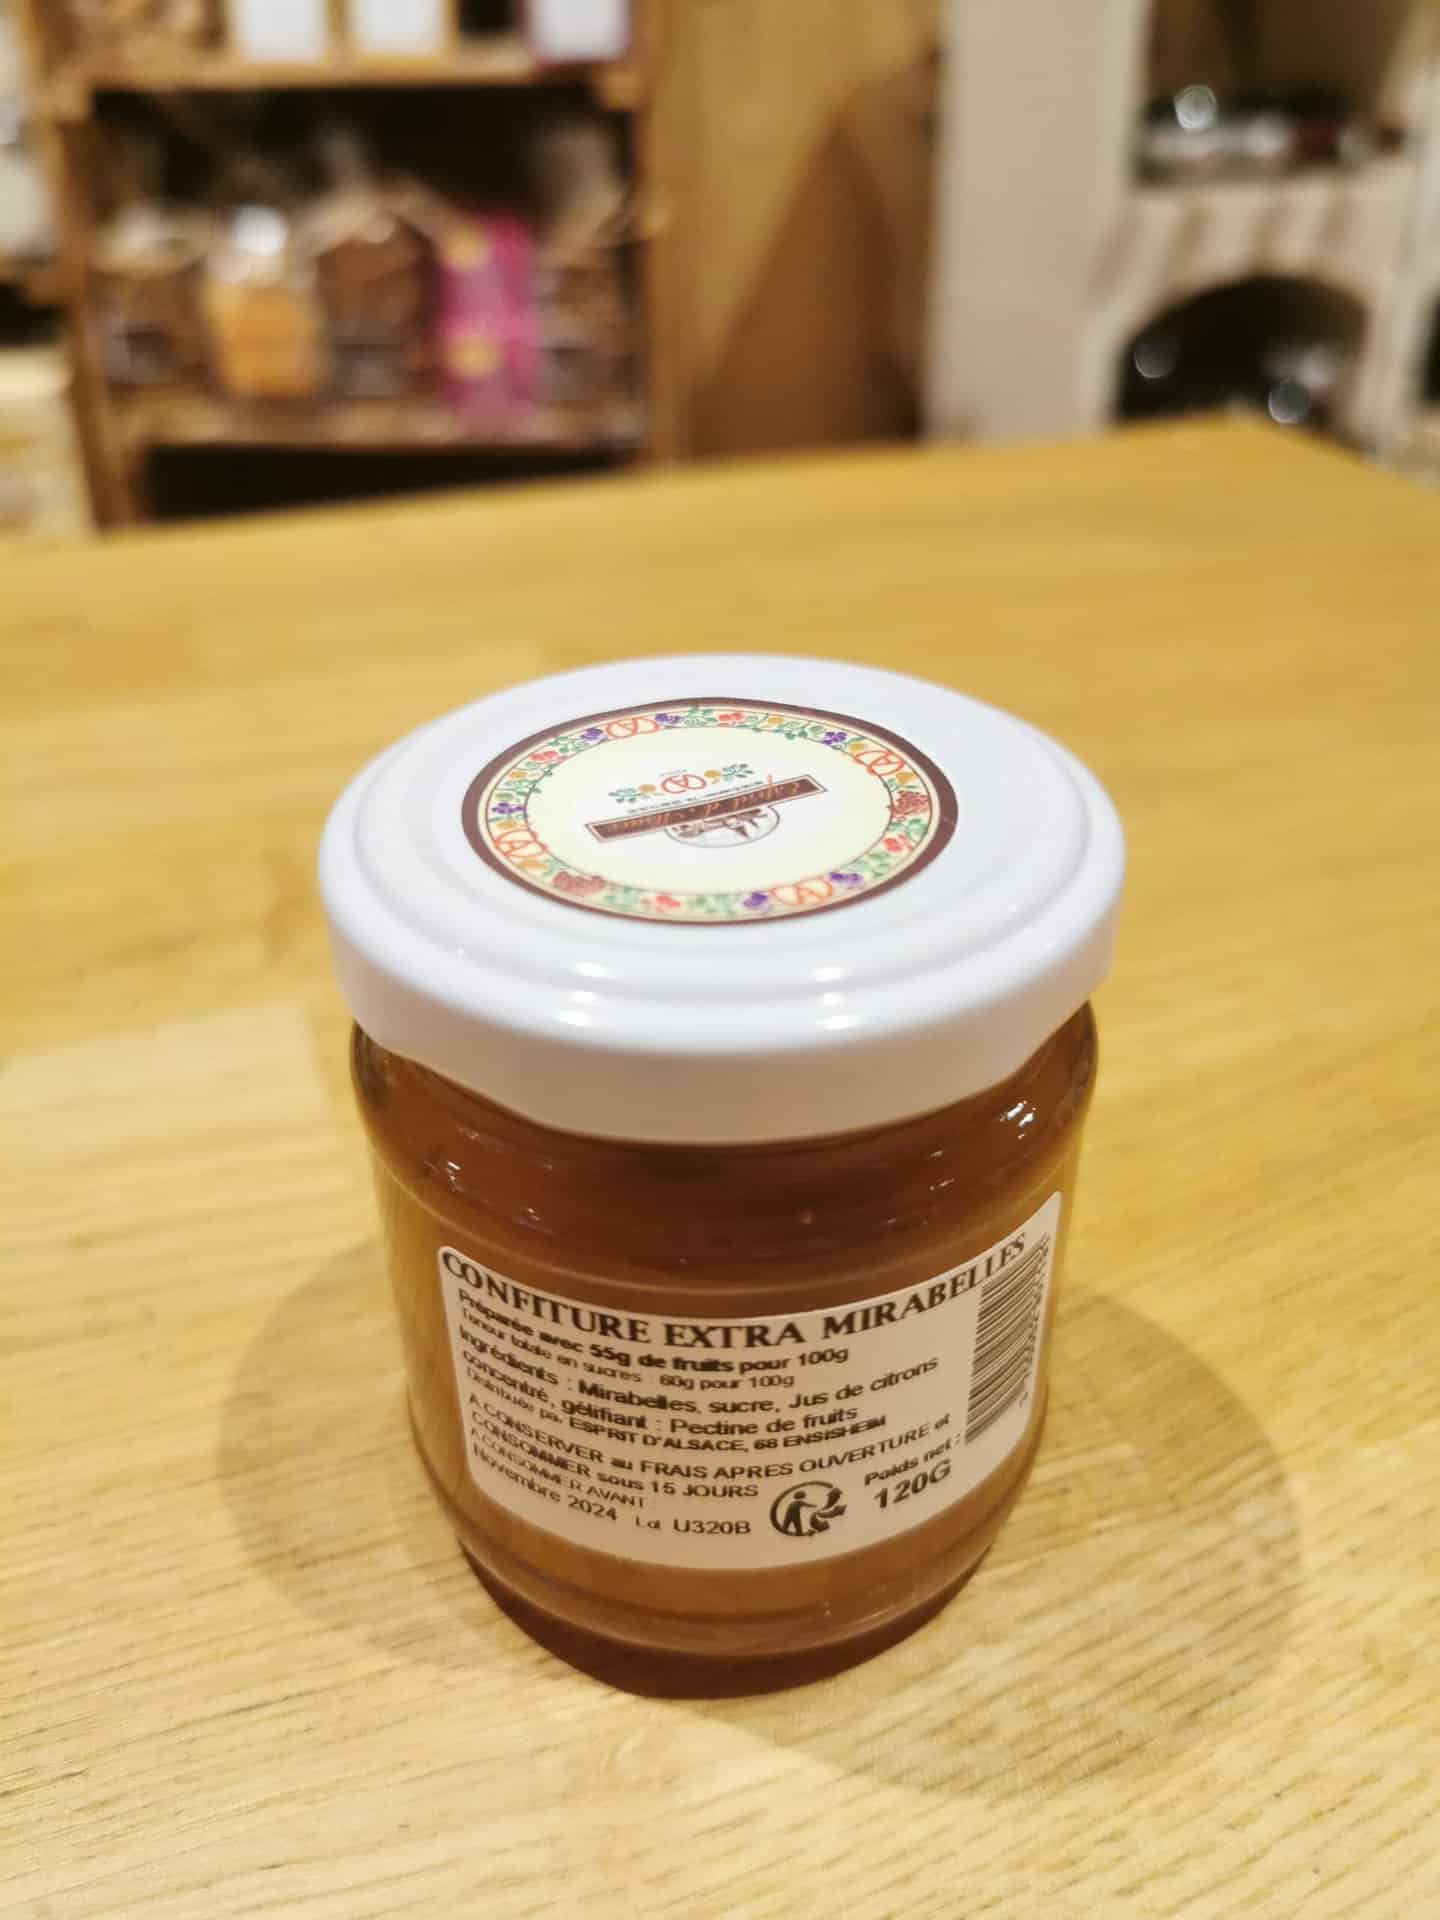 Esprit d'Alsace
CONFITURE EXTRA MIRABELLES
Préparée avec 55g de fruits pour 100g
Teneur totale en sucres : 60g pour 100g
Ingrédients : Mirabelles, sucre, Jus de citrons
concentré, gélifiant : Pectine de fruits
Distribuée par ESPRIT D'ALSACE, 68 ENSISHEIM
A CONSERVER au FRAIS APRES OUVERTURE et
CONSOMMER sous 15 JOURS
A CONSOMMER AVANT
Novembre 2024 Lot U320B
Poids net :
120G